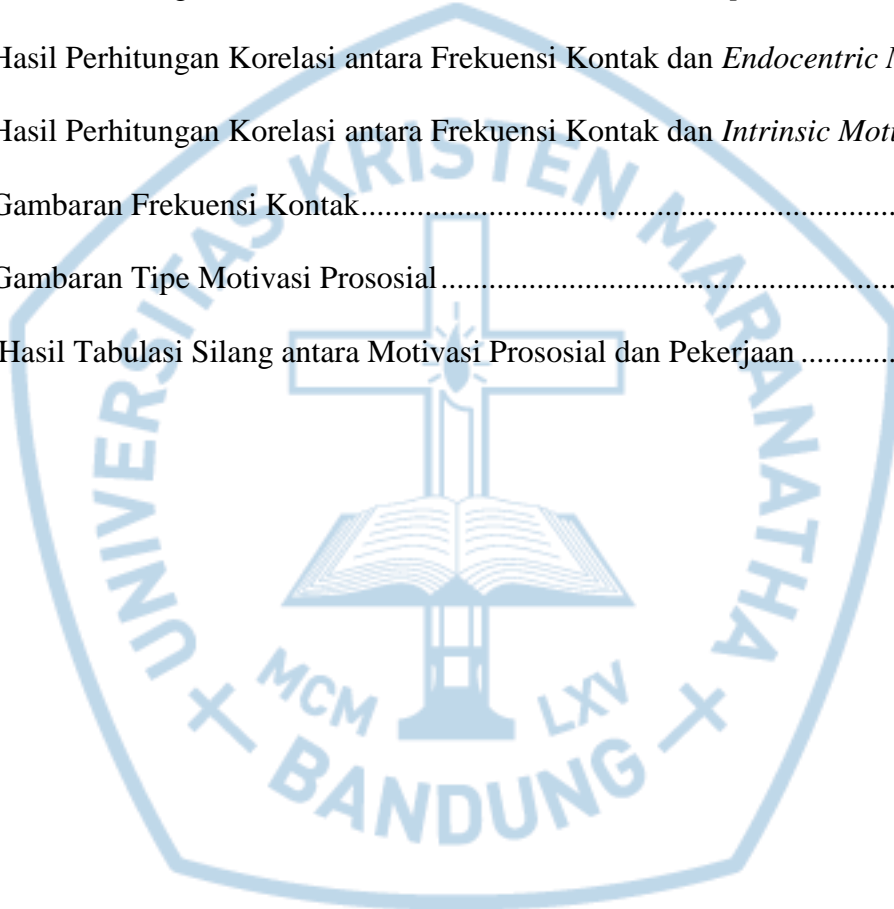 Hasil Perhitungan Korelasi antara Frekuensi Kontak dan Endocentric
Hasil Perhitungan Korelasi antara Frekuensi Kontak dan Intrinsic
Gambaran Frekuensi Kontak............................................................
Gambaran Tipe Motivasi Prososial..................................................
Hasil Tabulasi Silang antara Motivasi Prososial dan Pekerjaan............
UNIVERSITAS KRISTEN MARANATHA
MCM LXV
BANDUNG